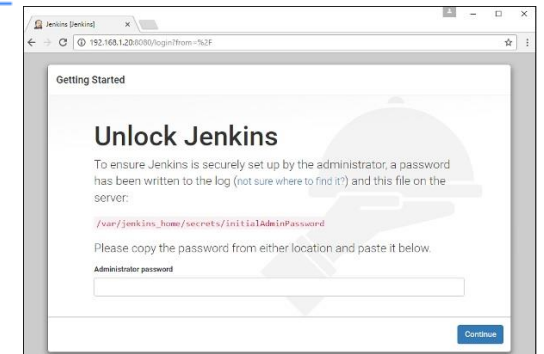 Jenkins [Jenkins]
192.168.1.20:8080/login?from=%2F
Getting Started
Unlock Jenkins
To ensure Jenkins is securely set up by the administrator, a password
has been written to the log (not sure where to find it?) and this file on the
server:
/var/jenkins_home/secrets/initialAdminPassword
Please copy the password from either location and paste it below.
Administrator password
Continue